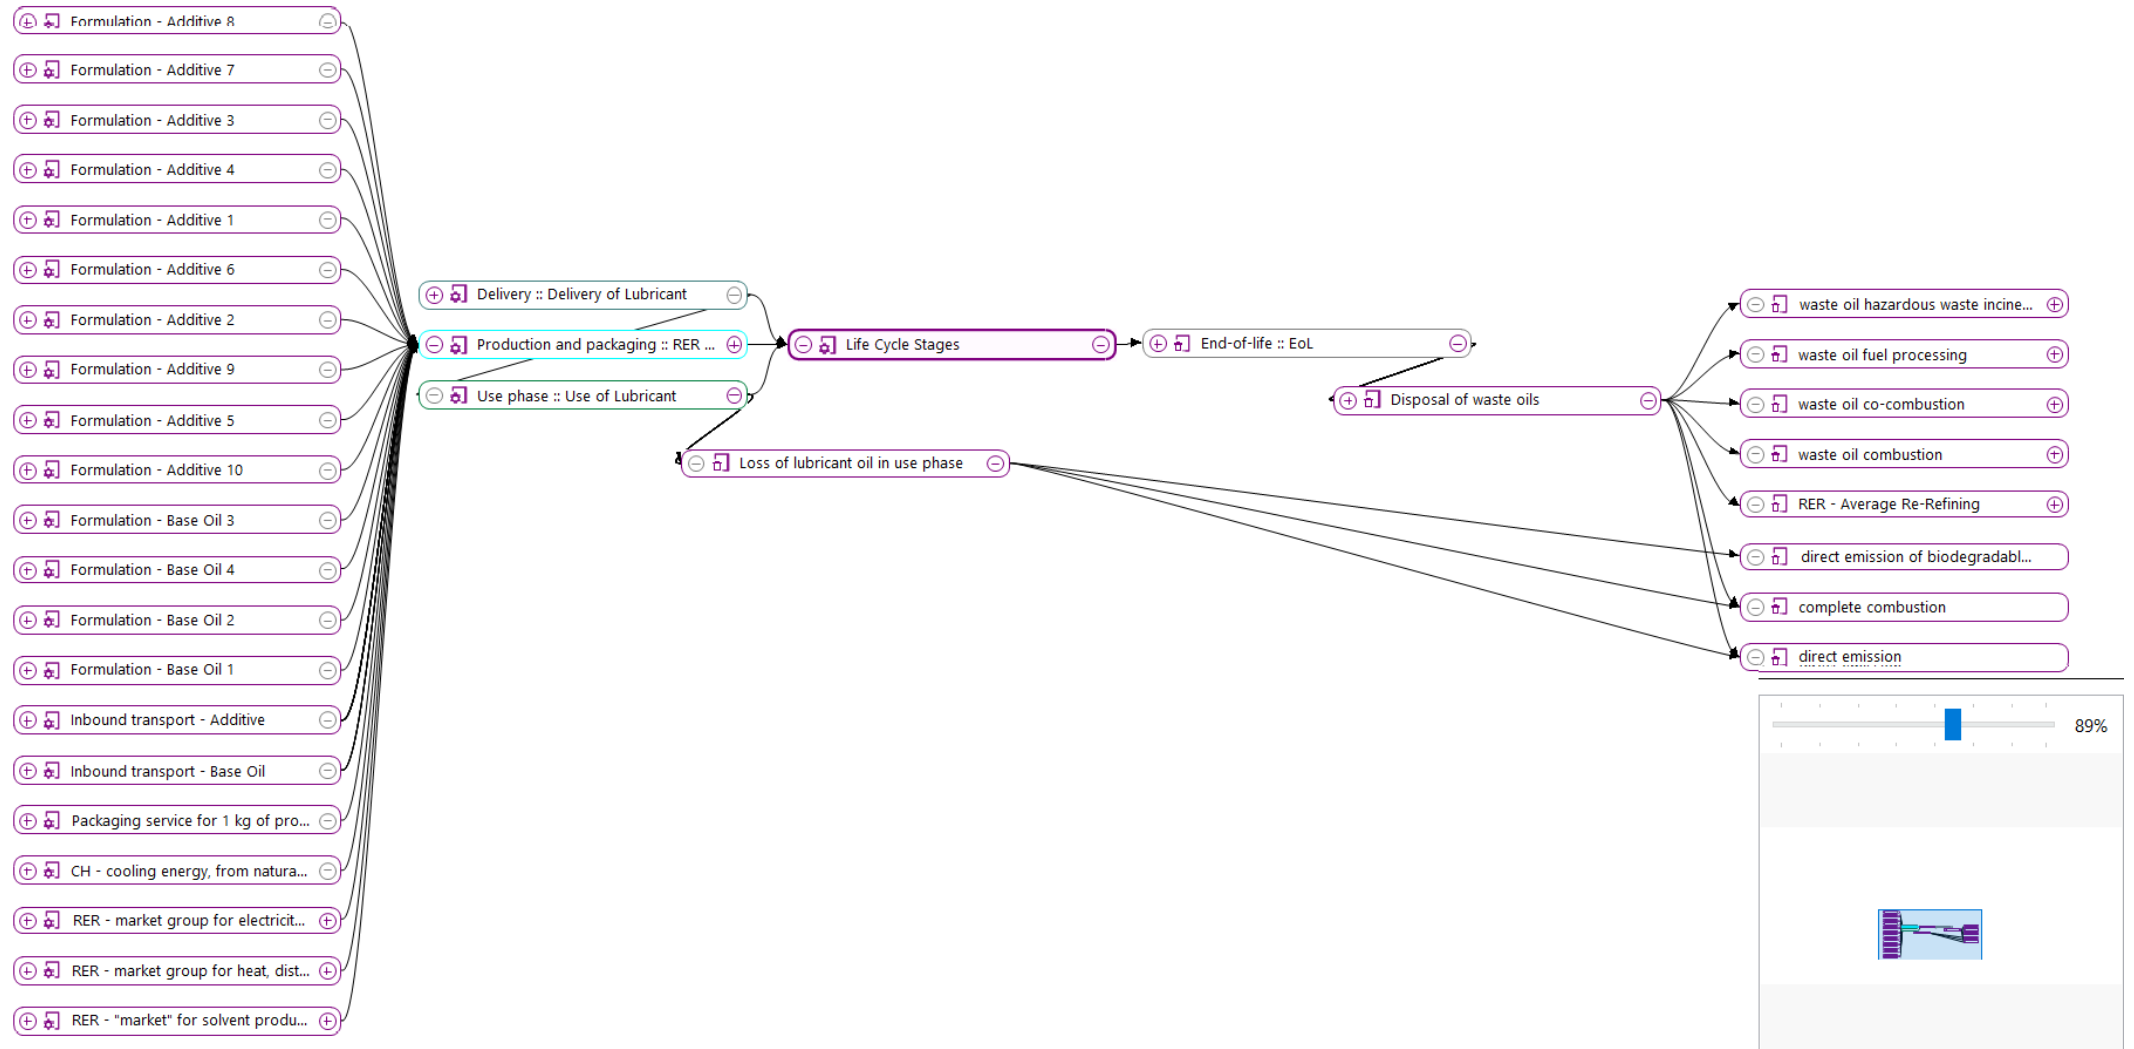 Formulation - Additive 8
Formulation - Additive 7
Formulation - Additive 3
Formulation - Additive 4
Formulation - Additive 1
Formulation - Additive 6
Formulation - Additive 2
Formulation - Additive 9
Formulation - Additive 5
Formulation - Additive 10
Formulation - Base Oil 3
Formulation - Base Oil 4
Formulation - Base Oil 2
Formulation - Base Oil 1
Inbound transport - Additive
Inbound transport - Base Oil
Packaging service for 1 kg of pro...
CH - cooling energy, from natura...
RER - market group for electricit...
RER - market group for heat, dist...
RER - "market" for solvent produ...
Delivery :: Delivery of Lubricant
Production and packaging :: RER ...
Use phase :: Use of Lubricant
Loss of lubricant oil in use phase
Life Cycle Stages
End-of-life :: EoL
Disposal of waste oils
waste oil hazardous waste incine...
waste oil fuel processing
waste oil co-combustion
waste oil combustion
RER - Average Re-Refining
direct emission of biodegradabl...
complete combustion
direct emission
89%